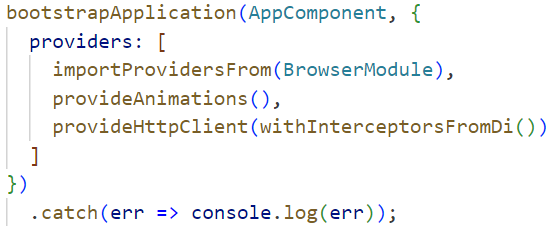 bootstrapApplication(AppComponent, {
  providers: [
    importProvidersFrom(BrowserModule),
    provideAnimations(),
    provideHttpClient(withInterceptorsFromDi())
  ]
})
  .catch(err => console.log(err));